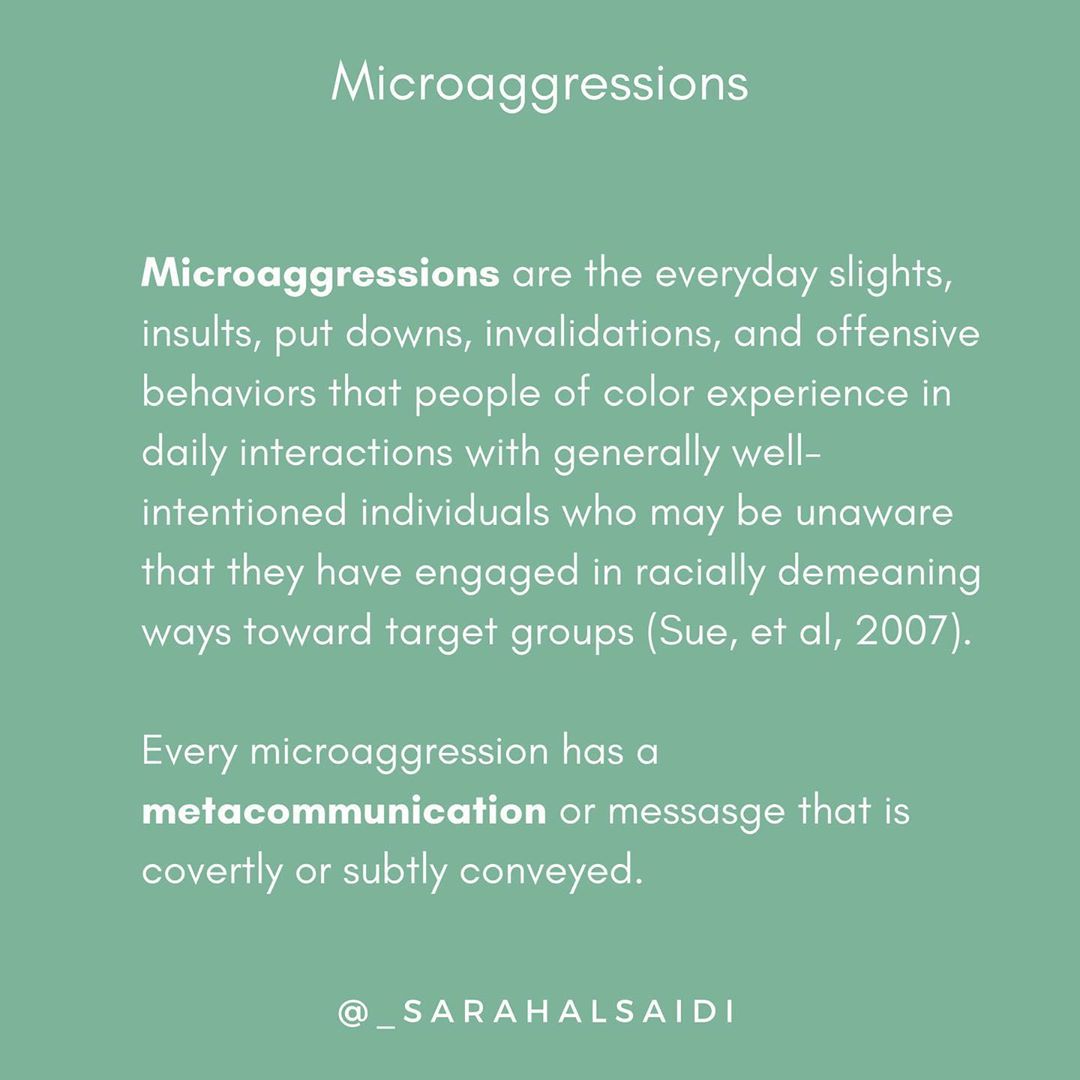 Microaggressions
Microaggressions are the everyday slights,
insults, put downs, invalidations, and offensive
behaviors that people of color experience in
daily interactions with generally well-
intentioned individuals who may be unaware
that they have engaged in racially demeaning
ways toward target groups (Sue, et al, 2007).
Every microaggression has a
metacommunication or messasge that is
covertly or subtly conveyed.
@_SARAHALSAIDI